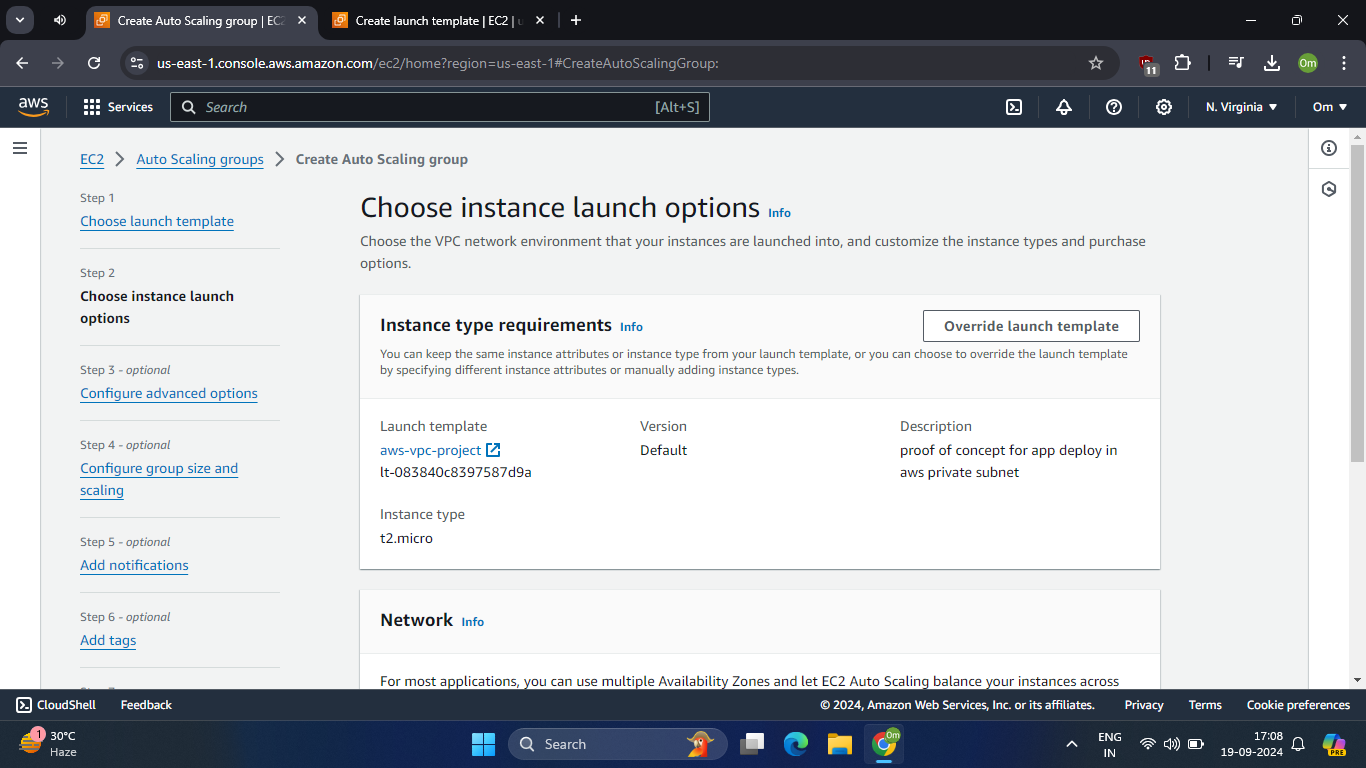 Create Auto Scaling group | EC2
Create launch template | EC2 |
us-east-1.console.aws.amazon.com/ec2/home?region=us-east-1#CreateAutoScalingGroup:
11
Om
aws
Services
Search
[Alt+S]
N. Virginia
Om
EC2
Auto Scaling groups
Create Auto Scaling group
Step 1
Choose launch template
Step 2
Choose instance launch
options
Step 3 - optional
Configure advanced options
Step 4 - optional
Configure group size and
scaling
Step 5 - optional
Add notifications
Step 6 - optional
Add tags
Choose instance launch options Info
Choose the VPC network environment that your instances are launched into, and customize the instance types and purchase
options.
Instance type requirements Info
Override launch template
You can keep the same instance attributes or instance type from your launch template, or you can choose to override the launch template
by specifying different instance attributes or manually adding instance types.
Launch template
aws-vpc-project
lt-083840c8397587d9a
Version
Default
Description
proof of concept for app deploy in
aws private subnet
Instance type
t2.micro
Network Info
For most applications, you can use multiple Availability Zones and let EC2 Auto Scaling balance your instances across
CloudShell
Feedback
© 2024, Amazon Web Services, Inc. or its affiliates.
Privacy
Terms
Cookie preferences
1
30°C
Haze
Search
Om
ENG
IN
17:08
19-09-2024
PRE